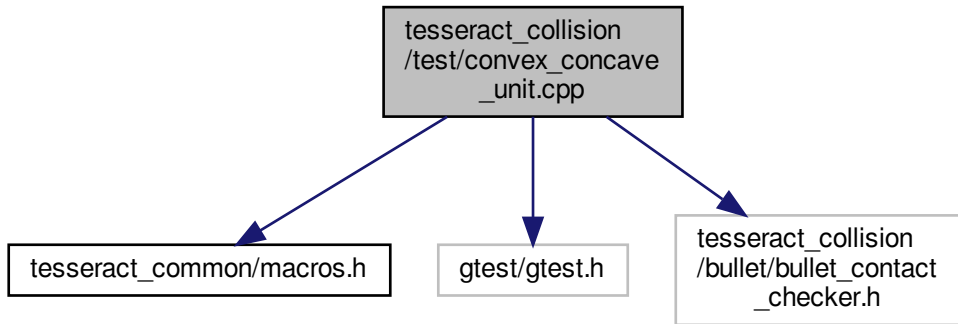 tesseract_collision
/test/convex_concave
_unit.cpp
tesseract_common/macros.h
gtest/gtest.h
tesseract_collision
/bullet/bullet_contact
_checker.h